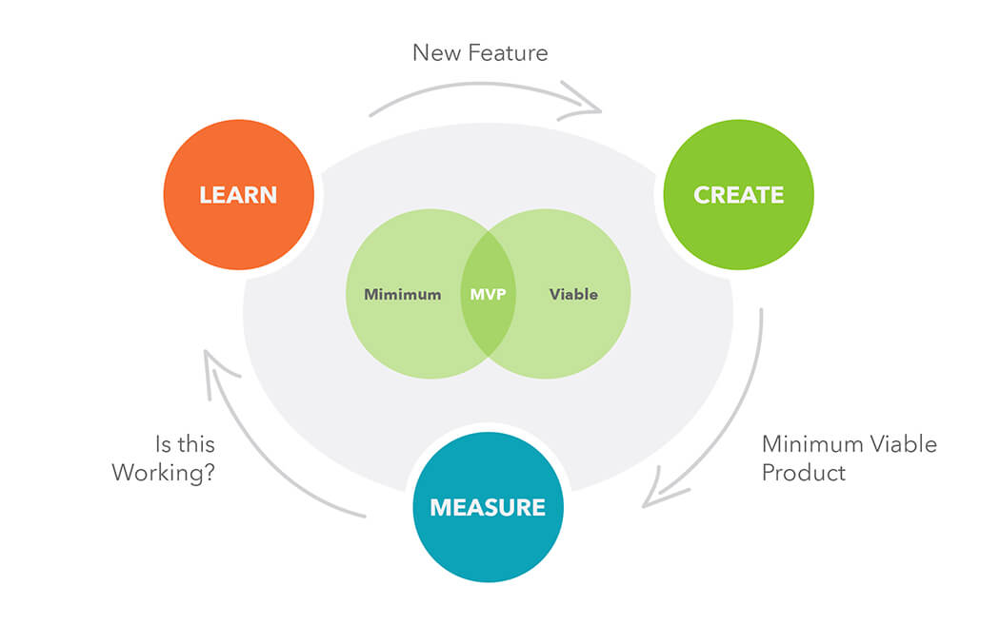 New Feature
LEARN
CREATE
Mimimum
MVP
Viable
Is this
Working?
Minimum Viable
Product
MEASURE